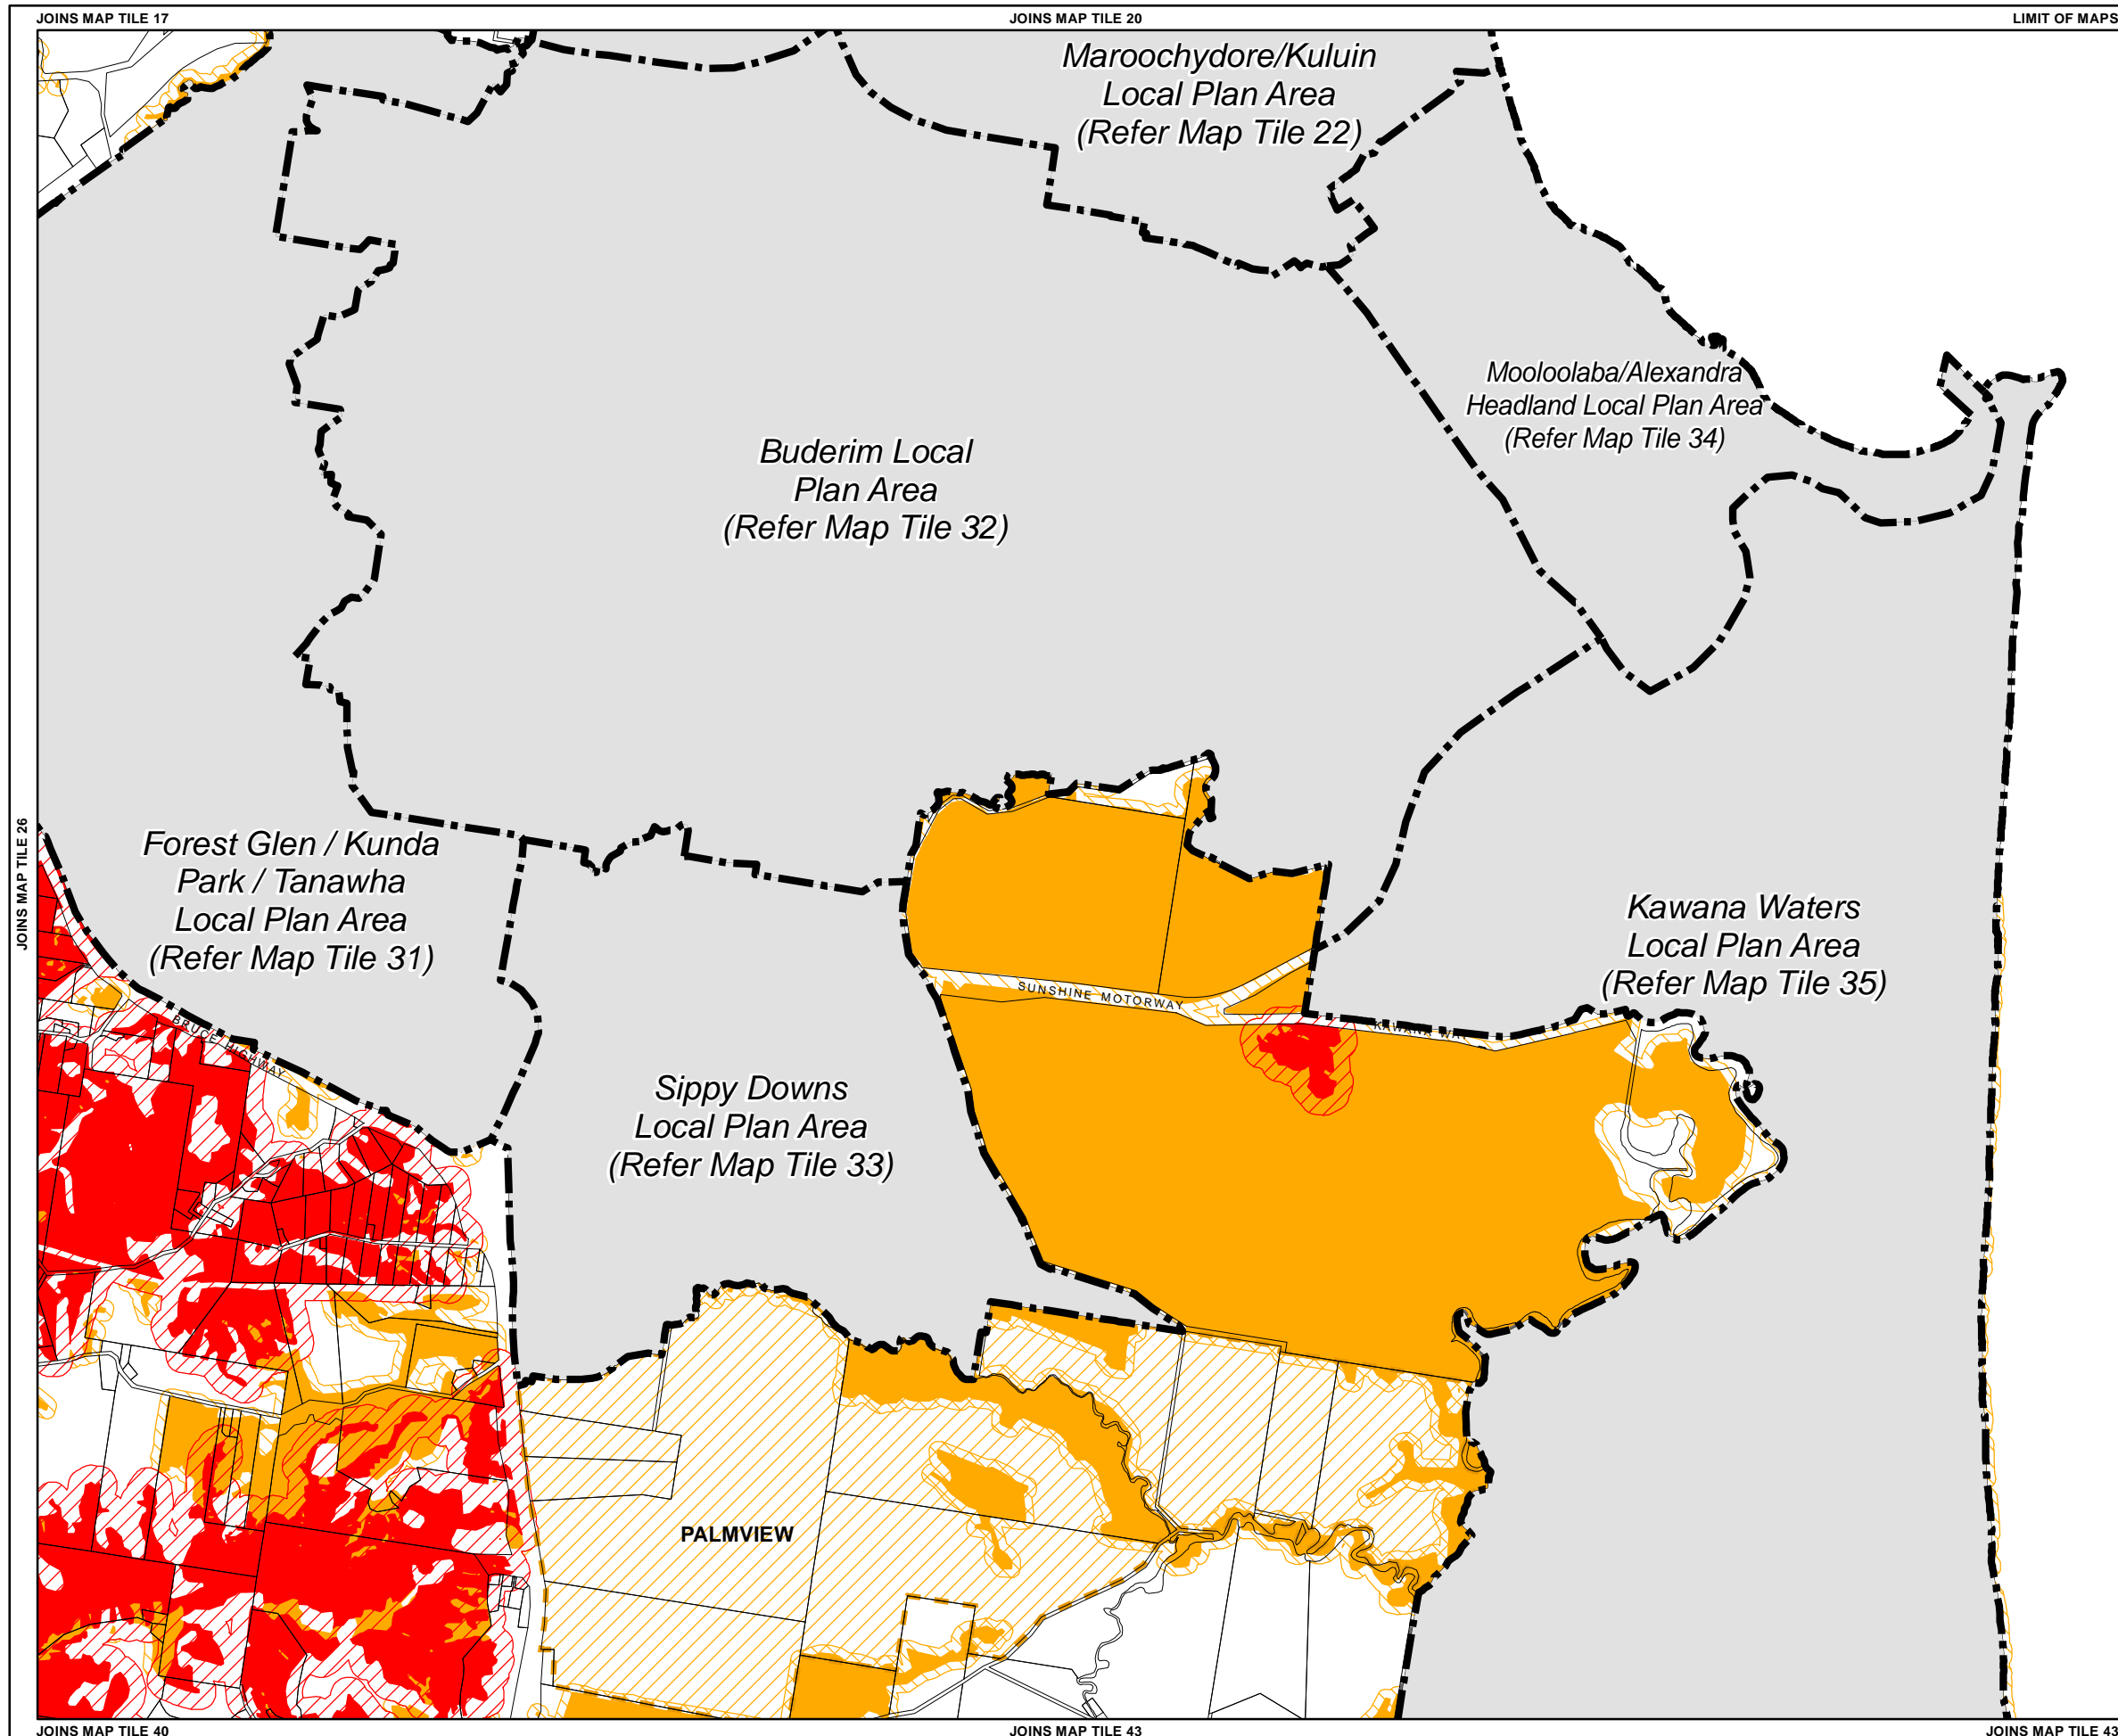 JOINS MAP TILE 17
JOINS MAP TILE 20
LIMIT OF MAPS
Maroochydore/Kuluin
Local Plan Area
(Refer Map Tile 22)
Mooloolaba/Alexandra
Headland Local Plan Area
(Refer Map Tile 34)
Buderim Local
Plan Area
(Refer Map Tile 32)
JOINS MAP TILE 26
Forest Glen / Kunda
Park / Tanawha
Local Plan Area
(Refer Map Tile 31)
Kawana Waters
Local Plan Area
(Refer Map Tile 35)
SUNSHINE MOTORWAY
BRUCE HIGHWAY
Sippy Downs
Local Plan Area
(Refer Map Tile 33)
PALMVIEW
JOINS MAP TILE 40
JOINS MAP TILE 43
JOINS MAP TILE 43